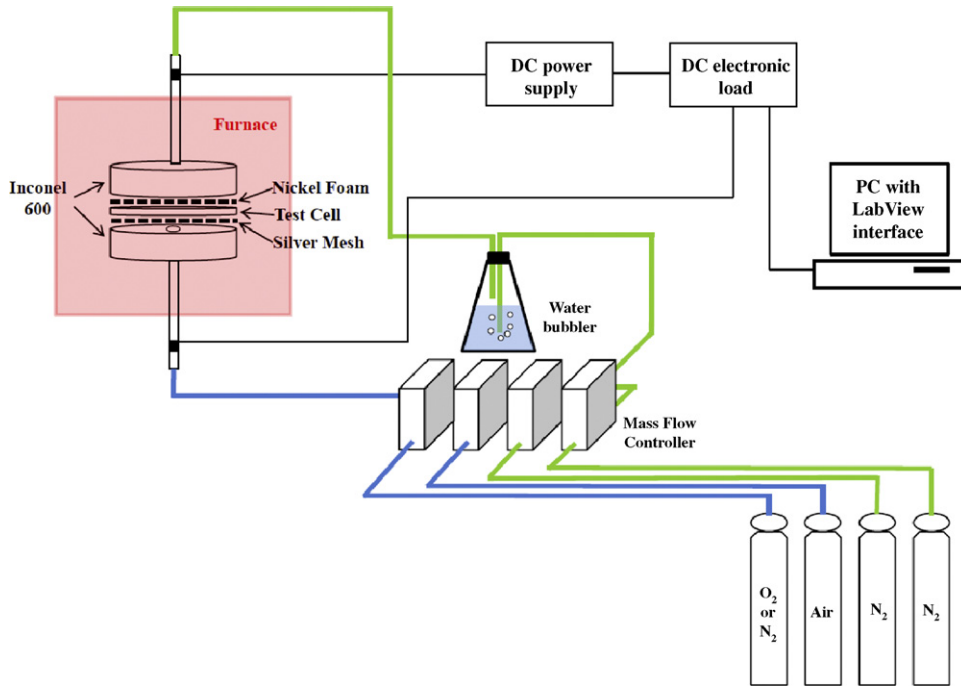 DC power
supply
DC electronic
load
Furnace
Inconel
600
Nickel Foam
Test Cell
Silver Mesh
PC with
LabView
interface
Water
bubbler
Mass Flow
Controller
O₂
or
N₂
Air
N₂
N₂